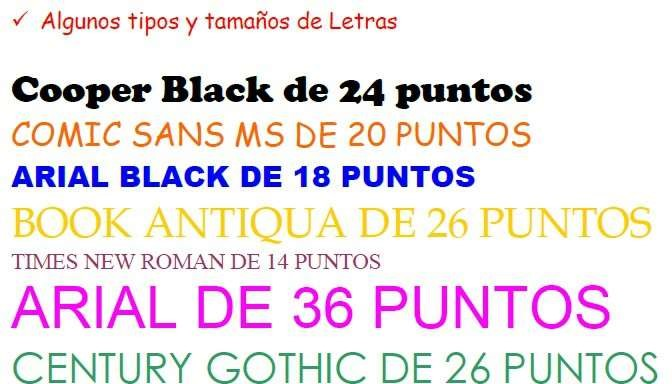 ✓ Algunos tipos y tamaños de Letras
Cooper Black de 24 puntos
COMIC SANS MS DE 20 PUNTOS
ARIAL BLACK DE 18 PUNTOS
BOOK ANTIQUA DE 26 PUNTOS
TIMES NEW ROMAN DE 14 PUNTOS
ARIAL DE 36 PUNTOS
CENTURY GOTHIC DE 26 PUNTOS